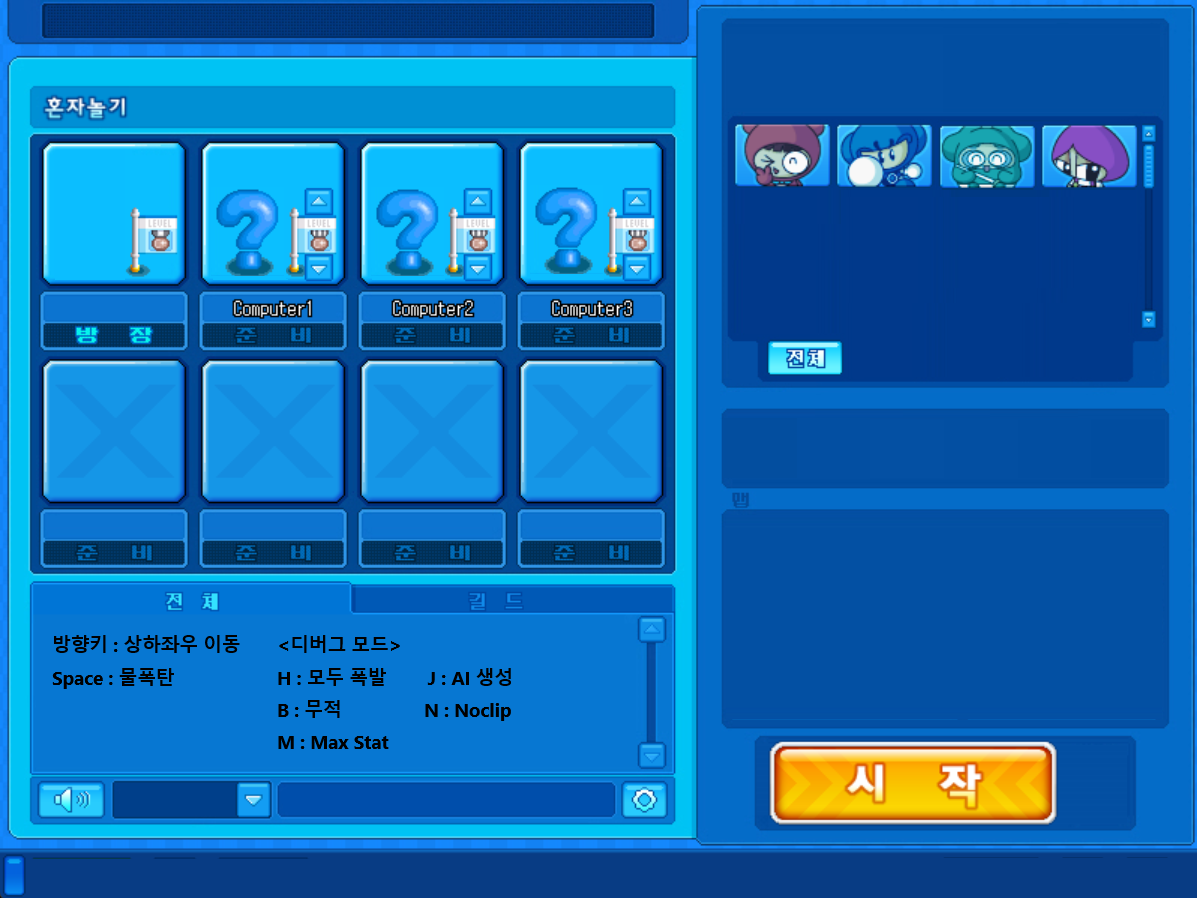 혼자놀기
LEVEL LEVEL LEVEL LEVEL
Computer1 Computer2 Computer3
방 장 준 비 준 비 준 비
준 비 준 비 준 비 준 비
전체
맵
전 체 길 드
방향키 : 상하좌우 이동 <디버그 모드>
Space : 물폭탄 H : 모두 폭발 J : AI 생성
B : 무적 N : Noclip
M : Max Stat
시 작